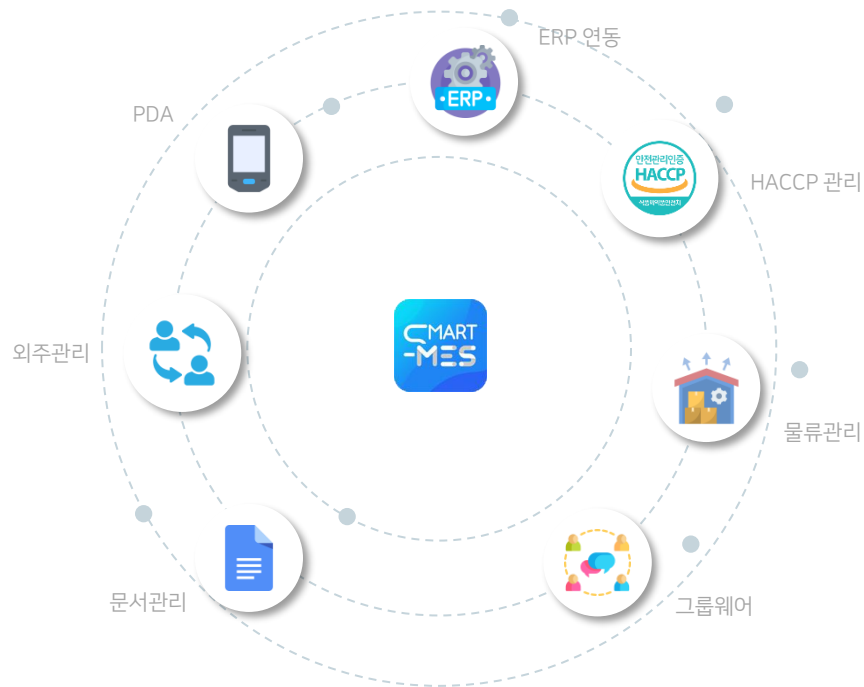 ERP 연동
ERP
PDA
안전관리인증
HACCP
HACCP 관리
SMART
-MES
외주관리
물류관리
문서관리
그룹웨어